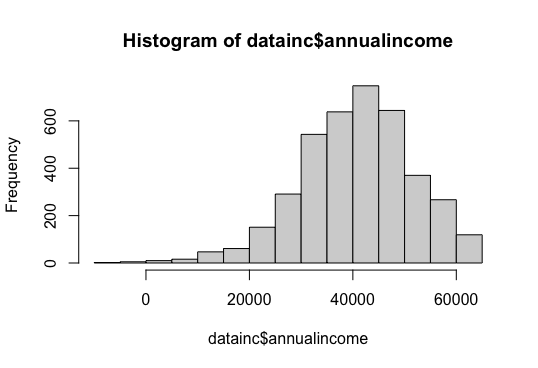 Histogram of datainc$annualincome
Frequency
600
400
200
0
0 20000 40000 60000
datainc$annualincome